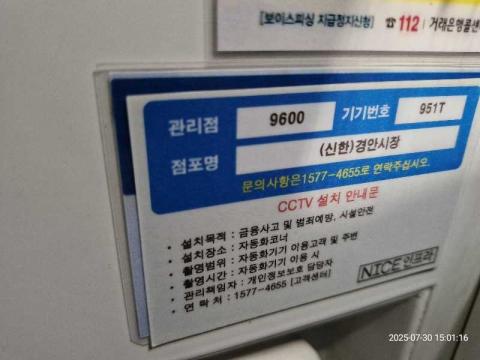 [보이스피싱 지급정지신청] ☎ 112 | 거래은행콜센
관리점 9600 기기번호 951T
점포명 (신한)경안시장
문의사항은1577-4655로 연락주십시오.
CCTV 설치 안내문
• 설치목적 : 금융사고 및 범죄예방, 시설안전
• 설치장소 : 자동화코너
• 촬영범위 : 자동화기기 이용고객 및 주변
• 촬영시간 : 자동화기기 이용 시
• 관리책임자 : 개인정보보호 담당자
• 연 락 처 : 1577-4655 [고객센터]
NICE 인프라
2025-07-30 15:01:16